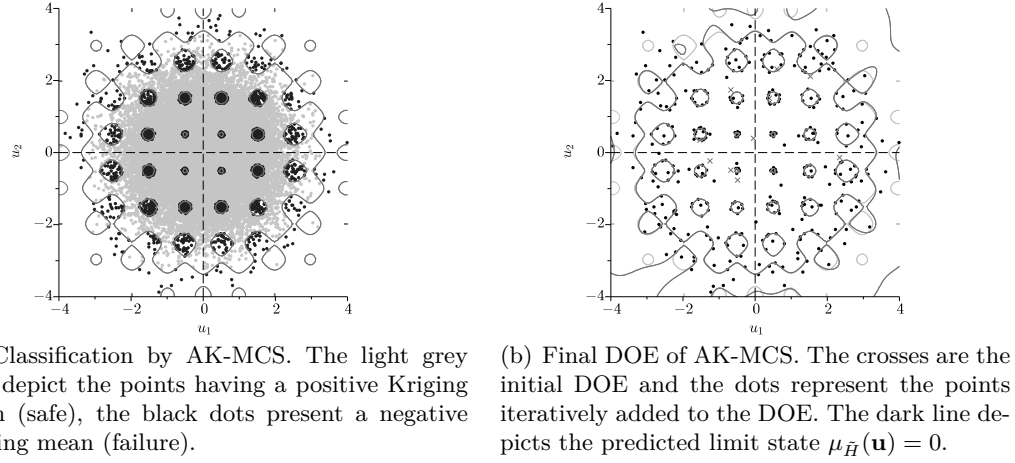 4
2
0
−2
−4
u2
−4
−2
0
2
4
u1
Classification by AK-MCS. The light grey
depict the points having a positive Kriging
(safe), the black dots present a negative
mean (failure).
4
2
0
−2
−4
u2
−4
−2
0
2
4
u1
(b) Final DOE of AK-MCS. The crosses are the
initial DOE and the dots represent the points
iteratively added to the DOE. The dark line de-
picts the predicted limit state μ_H̃(u) = 0.